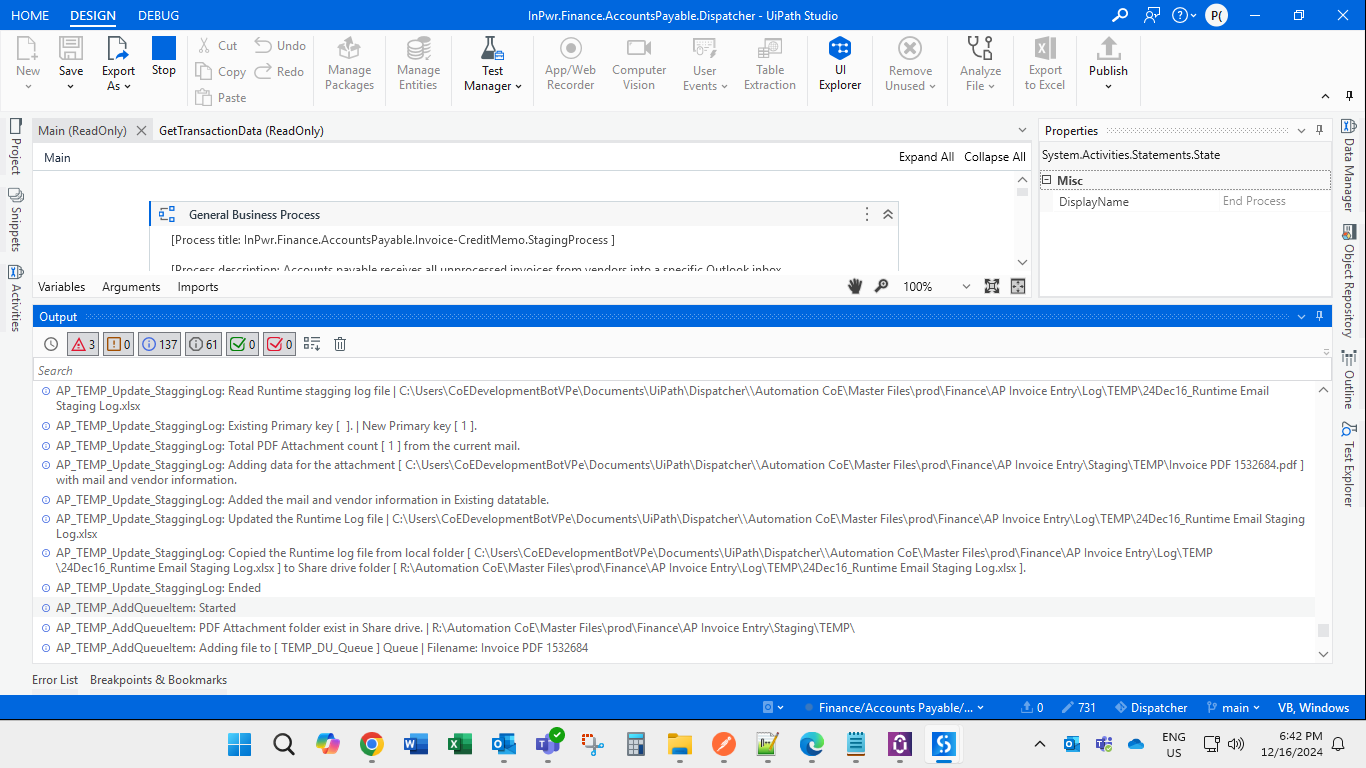 HOME DESIGN DEBUG InPwr.Finance.AccountsPayable.Dispatcher - UiPath Studio P(
New Save Export As Stop Cut Copy Paste Undo Redo Manage Packages Manage Entities Test Manager App/Web Recorder Computer Vision User Events Table Extraction UI Explorer Remove Unused Analyze File Export to Excel Publish
Main (ReadOnly) GetTransactionData (ReadOnly)
Main Expand All Collapse All
General Business Process
[Process title: InPwr.Finance.AccountsPayable.Invoice-CreditMemo.StagingProcess ]
[Process description: Accounts payable receives all unprocessed invoices from vendors into a specific Outlook inbox
Variables Arguments Imports 100%
Properties
System.Activities.Statements.State
Misc
DisplayName End Process
Project
Snippets
Activities
Data Manager
Object Repository
Outline
Test Explorer
Output
3 0 137 61 0 0
Search
AP_TEMP_Update_StaggingLog: Read Runtime stagging log file | C:\Users\CoEDevelopmentBotVPe\Documents\UiPath\Dispatcher\\Automation CoE\Master Files\prod\Finance\AP Invoice Entry\Log\TEMP\24Dec16_Runtime Email
Staging Log.xlsx
AP_TEMP_Update_StaggingLog: Existing Primary key [  ]. | New Primary key [ 1 ].
AP_TEMP_Update_StaggingLog: Total PDF Attachment count [ 1 ] from the current mail.
AP_TEMP_Update_StaggingLog: Adding data for the attachment [ C:\Users\CoEDevelopmentBotVPe\Documents\UiPath\Dispatcher\\Automation CoE\Master Files\prod\Finance\AP Invoice Entry\Staging\TEMP\Invoice PDF 1532684.pdf ]
with mail and vendor information.
AP_TEMP_Update_StaggingLog: Added the mail and vendor information in Existing datatable.
AP_TEMP_Update_StaggingLog: Updated the Runtime Log file | C:\Users\CoEDevelopmentBotVPe\Documents\UiPath\Dispatcher\\Automation CoE\Master Files\prod\Finance\AP Invoice Entry\Log\TEMP\24Dec16_Runtime Email Staging
Log.xlsx
AP_TEMP_Update_StaggingLog: Copied the Runtime log file from local folder [ C:\Users\CoEDevelopmentBotVPe\Documents\UiPath\Dispatcher\\Automation CoE\Master Files\prod\Finance\AP Invoice Entry\Log\TEMP
\24Dec16_Runtime Email Staging Log.xlsx ] to Share drive folder [ R:\Automation CoE\Master Files\prod\Finance\AP Invoice Entry\Log\TEMP\24Dec16_Runtime Email Staging Log.xlsx ].
AP_TEMP_Update_StaggingLog: Ended
AP_TEMP_AddQueueItem: Started
AP_TEMP_AddQueueItem: PDF Attachment folder exist in Share drive. | R:\Automation CoE\Master Files\prod\Finance\AP Invoice Entry\Staging\TEMP\
AP_TEMP_AddQueueItem: Adding file to [ TEMP_DU_Queue ] Queue | Filename: Invoice PDF 1532684
Error List Breakpoints & Bookmarks
Finance/Accounts Payable/... 0 731 Dispatcher main VB, Windows
ENG US 6:42 PM
12/16/2024